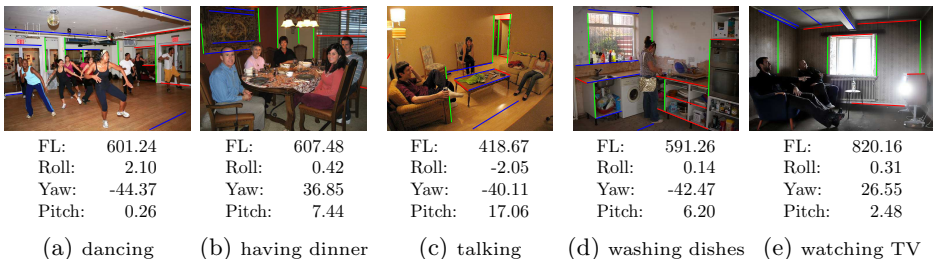 FL: 601.24
Roll: 2.10
Yaw: -44.37
Pitch: 0.26
(a) dancing
FL: 607.48
Roll: 0.42
Yaw: 36.85
Pitch: 7.44
(b) having dinner
FL: 418.67
Roll: -2.05
Yaw: -40.11
Pitch: 17.06
(c) talking
FL: 591.26
Roll: 0.14
Yaw: -42.47
Pitch: 6.20
(d) washing dishes
FL: 820.16
Roll: 0.31
Yaw: 26.55
Pitch: 2.48
(e) watching TV